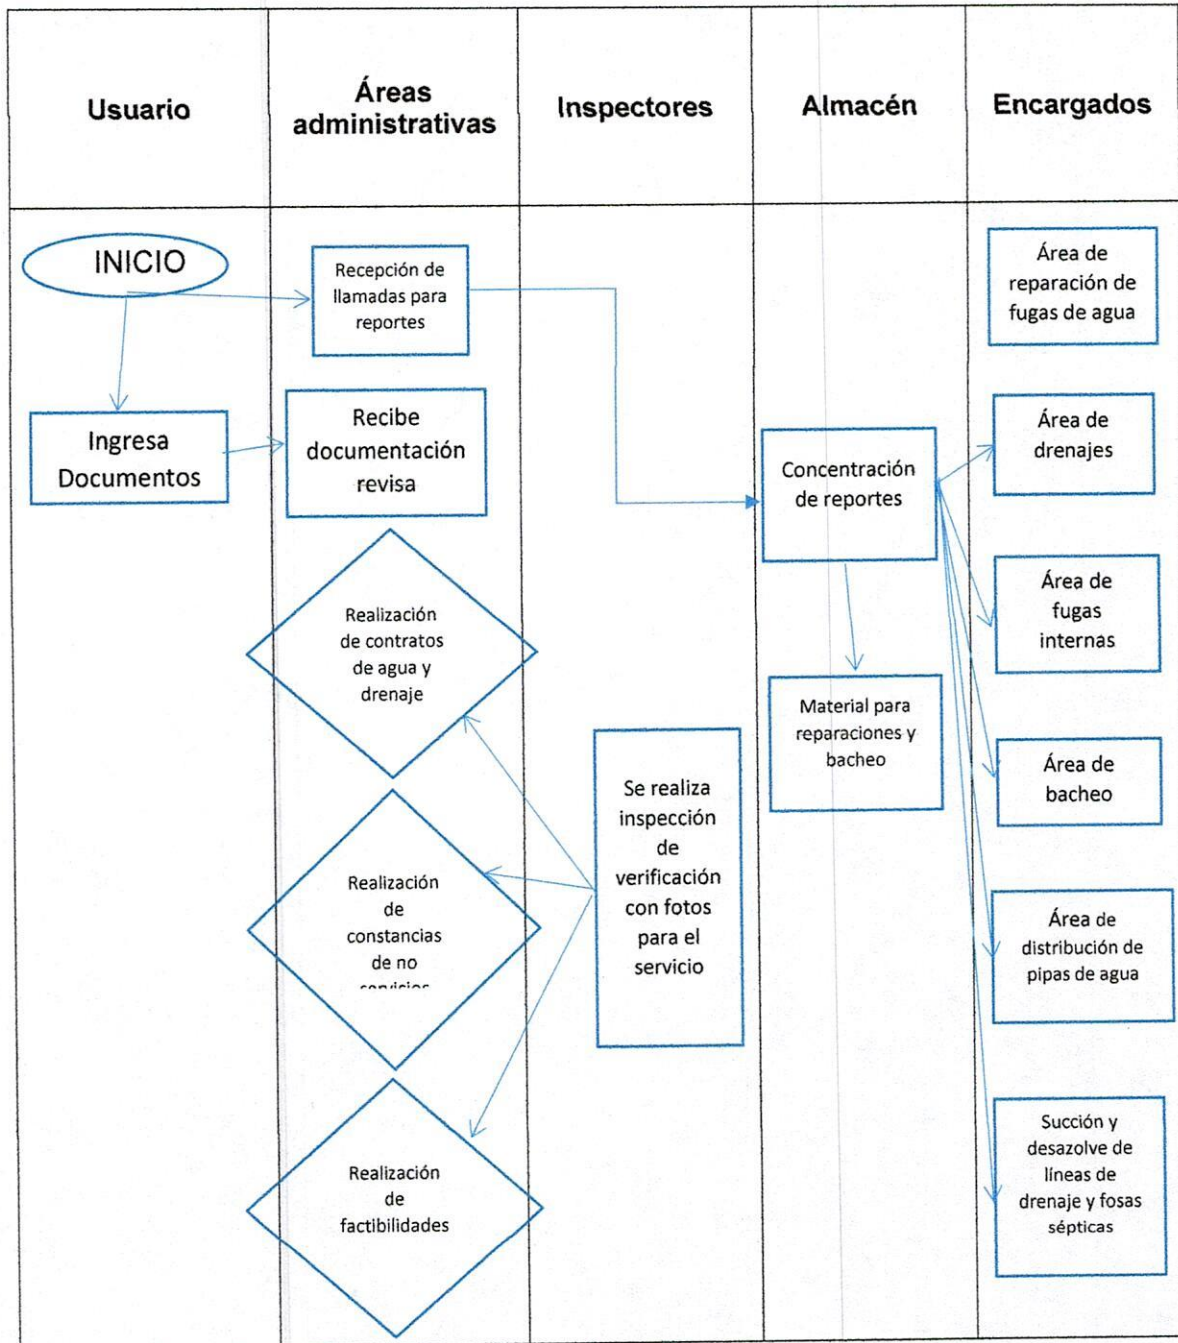 Usuario
Áreas
administrativas
Inspectores
Almacén
Encargados
INICIO
Recepción de
llamadas para
reportes
Área de
reparación de
fugas de agua
Ingresa
Documentos
Recibe
documentación
revisa
Concentración
de reportes
Área de
drenajes
Área de
fugas
internas
Realización
de contratos
de agua y
drenaje
Material para
reparaciones y
bacheo
Área de
bacheo
Se realiza
inspección
de
verificación
con fotos
para el
servicio
Realización
de
constancias
de no
servicios
Área de
distribución de
pipas de agua
Realización
de
factibilidades
Succión y
desazolve de
líneas de
drenaje y fosas
sépticas